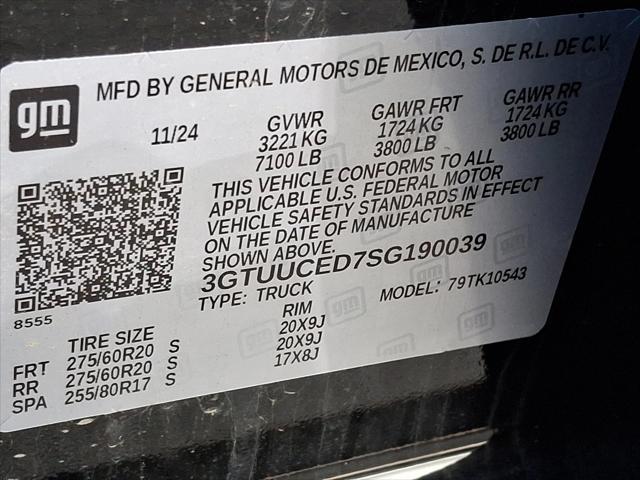 gm
MFD BY GENERAL MOTORS DE MEXICO, S. DE R.L. DE C.V.
11/24
GVWR
3221 KG
7100 LB
GAWR FRT
1724 KG
3800 LB
GAWR RR
1724 KG
3800 LB
THIS VEHICLE CONFORMS TO ALL
APPLICABLE U.S. FEDERAL MOTOR
VEHICLE SAFETY STANDARDS IN EFFECT
ON THE DATE OF MANUFACTURE
SHOWN ABOVE.
3GTUUCED7SG190039
TYPE: TRUCK
MODEL: 79TK10543
8555
TIRE SIZE
RIM
FRT 275/60R20 S 20X9J
RR 275/60R20 S 20X9J
SPA 255/80R17 S 17X8J